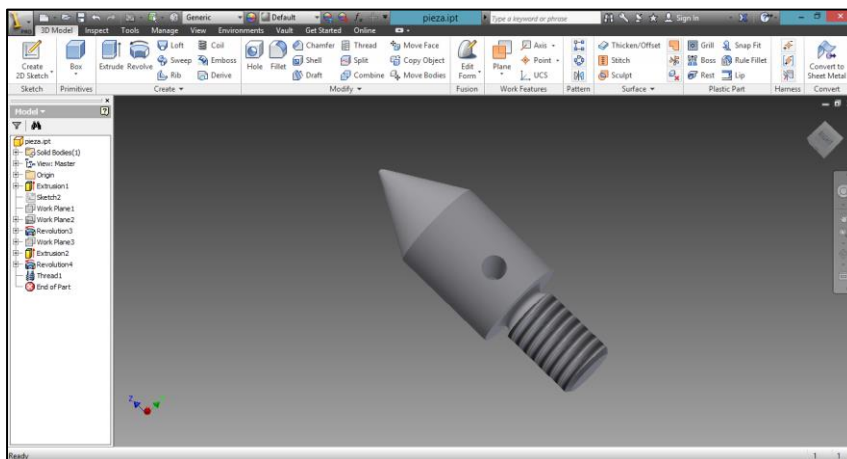 PRO Generic Default pieza.ipt Type a keyword or phrase Sign In
3D Model Inspect Tools Manage View Environments Vault Get Started Online
Create 2D Sketch
Box
Extrude Revolve
Loft Coil
Sweep Emboss
Rib Derive
Hole Fillet
Chamfer Thread Move Face
Shell Split Copy Object
Draft Combine Move Bodies
Edit Form
Plane
Axis
Point
UCS
Thicken/Offset
Stitch
Sculpt
Grill Snap Fit
Boss Rule Fillet
Rest Lip
Convert to Sheet Metal
Sketch Primitives Create Modify Fusion Work Features Pattern Surface Plastic Part Harness Convert
Model
pieza.ipt
Solid Bodies(1)
View: Master
Origin
Extrusion1
Sketch2
Work Plane1
Work Plane2
Revolution3
Work Plane3
Extrusion2
Revolution4
Thread1
End of Part
Z
Ready 1 1